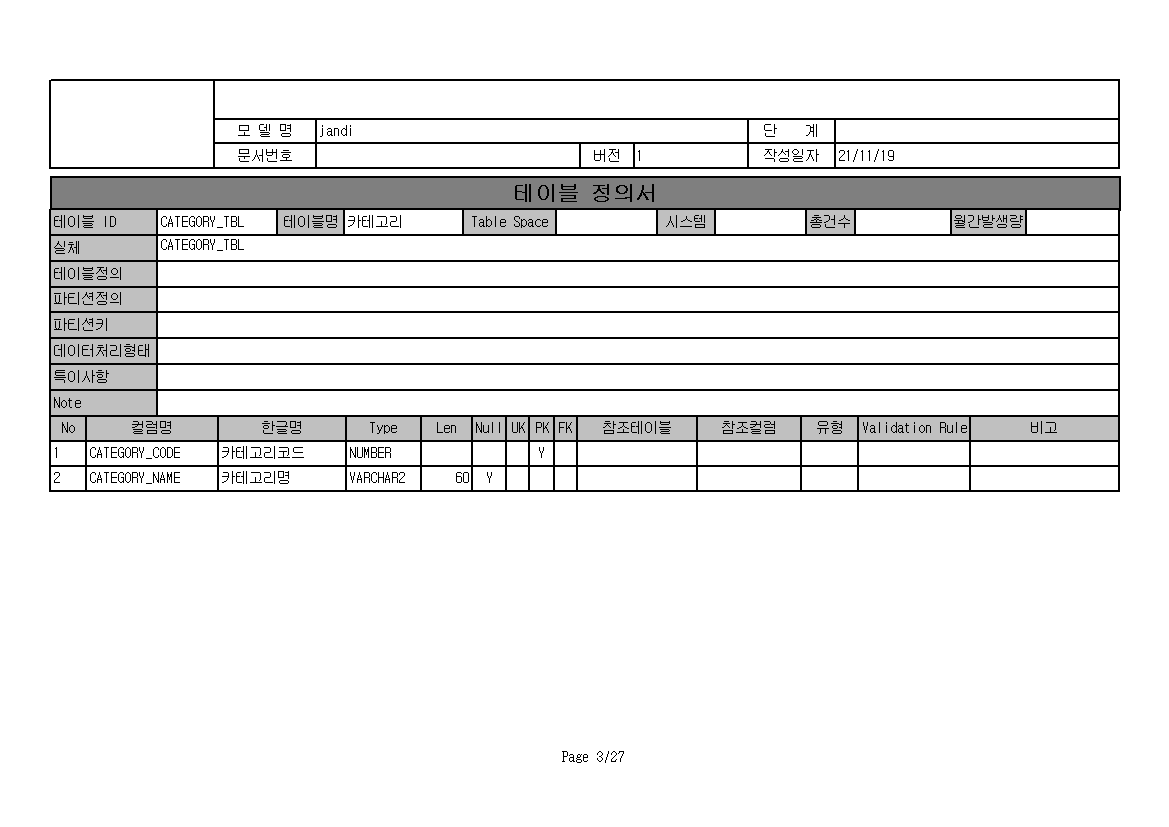 모 델 명 jandi 단 계
문서번호 버전 1 작성일자 21/11/19
테이블 정의서
테이블 ID CATEGORY_TBL 테이블명 카테고리 Table Space 시스템 총건수 월간발생량
실체 CATEGORY_TBL
테이블정의
파티션정의
파티션키
데이터처리형태
특이사항
Note
No 컬럼명 한글명 Type Len Null UK PK FK 참조테이블 참조컬럼 유형 Validation Rule 비고
1 CATEGORY_CODE 카테고리코드 NUMBER Y
2 CATEGORY_NAME 카테고리명 VARCHAR2 60 Y
Page 3/27